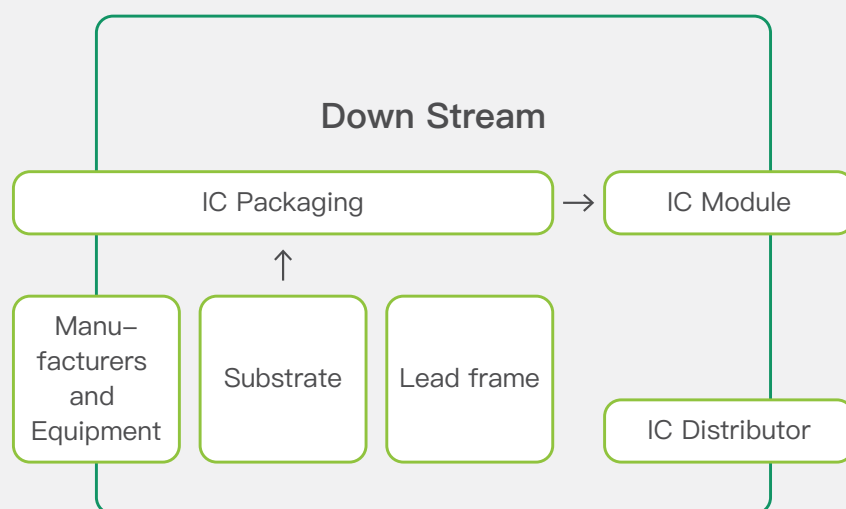 Down Stream
IC Packaging
IC Module
Manu–
facturers
and
Equipment
Substrate
Lead frame
IC Distributor